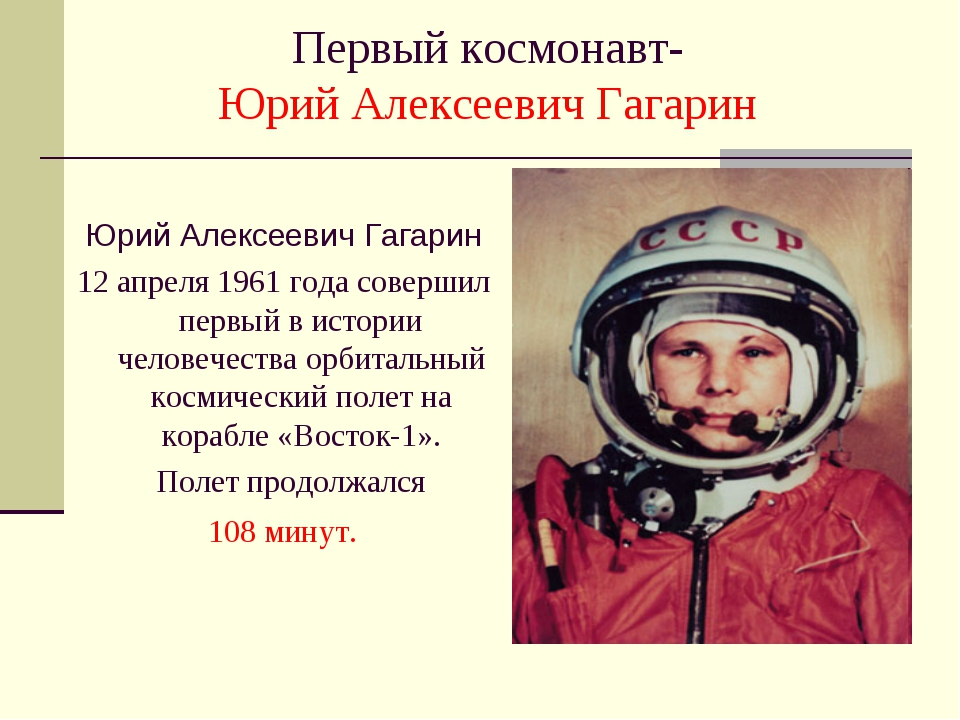 Первый космонавт-
Юрий Алексеевич Гагарин
Юрий Алексеевич Гагарин
12 апреля 1961 года совершил
первый в истории
человечества орбитальный
космический полет на
корабле «Восток-1».
Полет продолжался
108 минут.
СССР